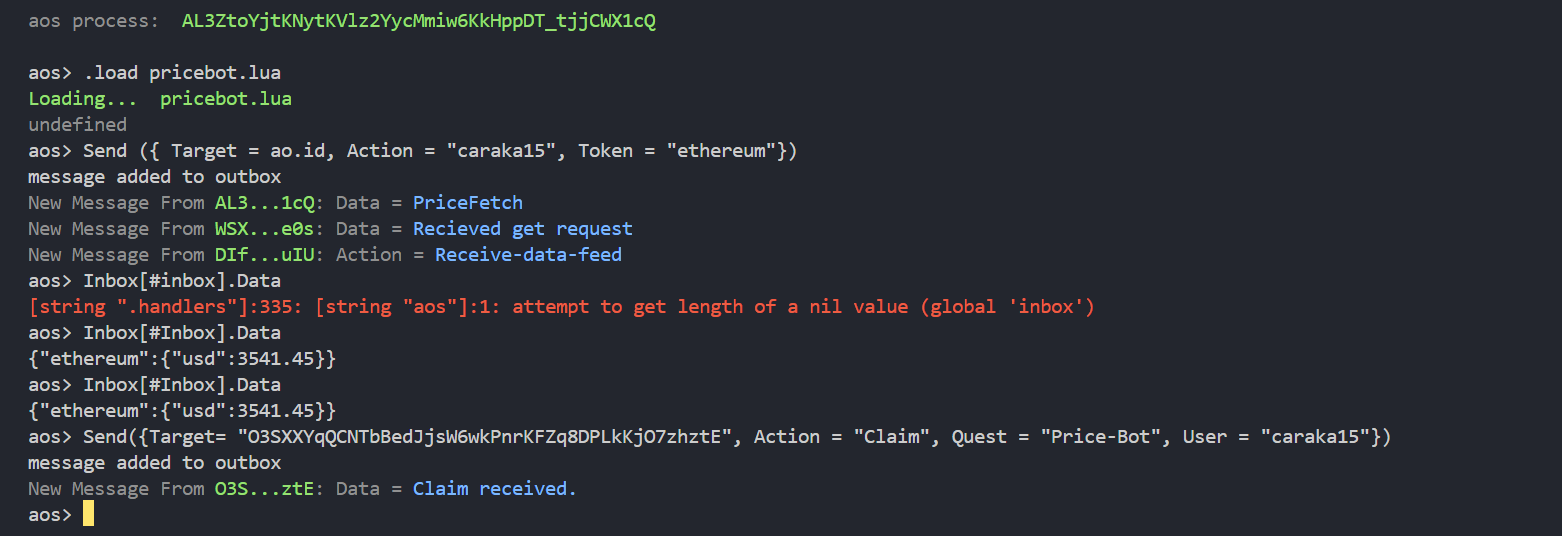 aos process:  AL3ZtoYjtKNytKVlz2YycMmiw6KkHppDT_tjjCWX1cQ
aos> .load pricebot.lua
Loading...  pricebot.lua
undefined
aos> Send ({ Target = ao.id, Action = "caraka15", Token = "ethereum"})
message added to outbox
New Message From AL3...1cQ: Data = PriceFetch
New Message From WSX...e0s: Data = Recieved get request
New Message From DIf...uIU: Action = Receive-data-feed
aos> Inbox[#inbox].Data
[string ".handlers"]:335: [string "aos"]:1: attempt to get length of a nil value (global 'inbox')
aos> Inbox[#Inbox].Data
{"ethereum":{"usd":3541.45}}
aos> Inbox[#Inbox].Data
{"ethereum":{"usd":3541.45}}
aos> Send({Target= "O3SXXYqQCNTbBedJjsW6wkPnrKFZq8DPLkKjO7zhztE", Action = "Claim", Quest = "Price-Bot", User = "caraka15"})
message added to outbox
New Message From O3S...ztE: Data = Claim received.
aos>